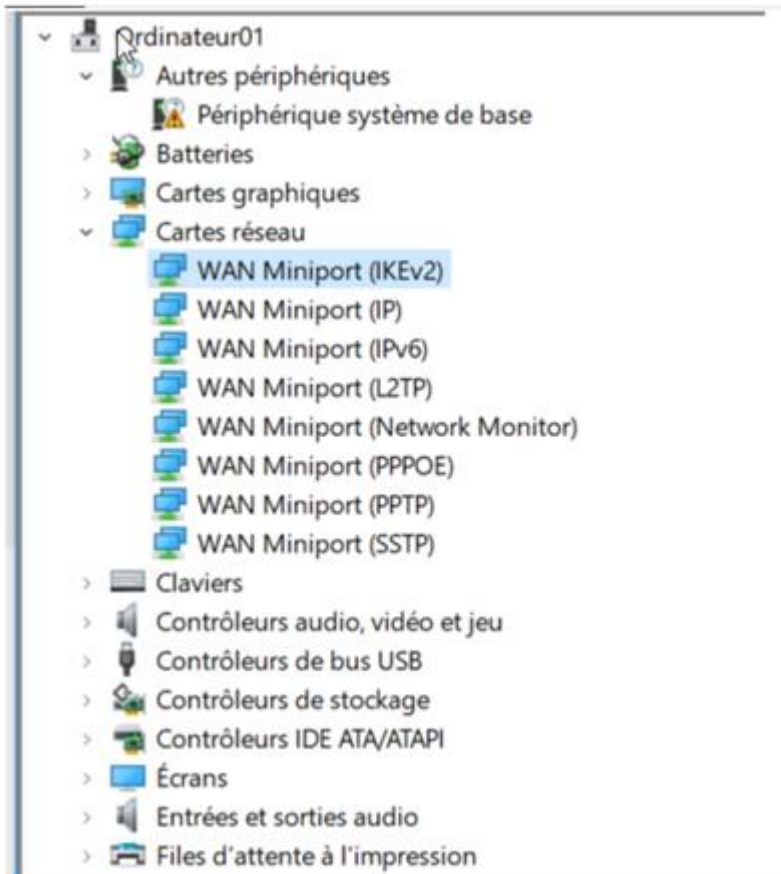 Ordinateur01
Autres périphériques
Périphérique système de base
Batteries
Cartes graphiques
Cartes réseau
WAN Miniport (IKEv2)
WAN Miniport (IP)
WAN Miniport (IPv6)
WAN Miniport (L2TP)
WAN Miniport (Network Monitor)
WAN Miniport (PPPOE)
WAN Miniport (PPTP)
WAN Miniport (SSTP)
Claviers
Contrôleurs audio, vidéo et jeu
Contrôleurs de bus USB
Contrôleurs de stockage
Contrôleurs IDE ATA/ATAPI
Écrans
Entrées et sorties audio
Files d'attente à l'impression